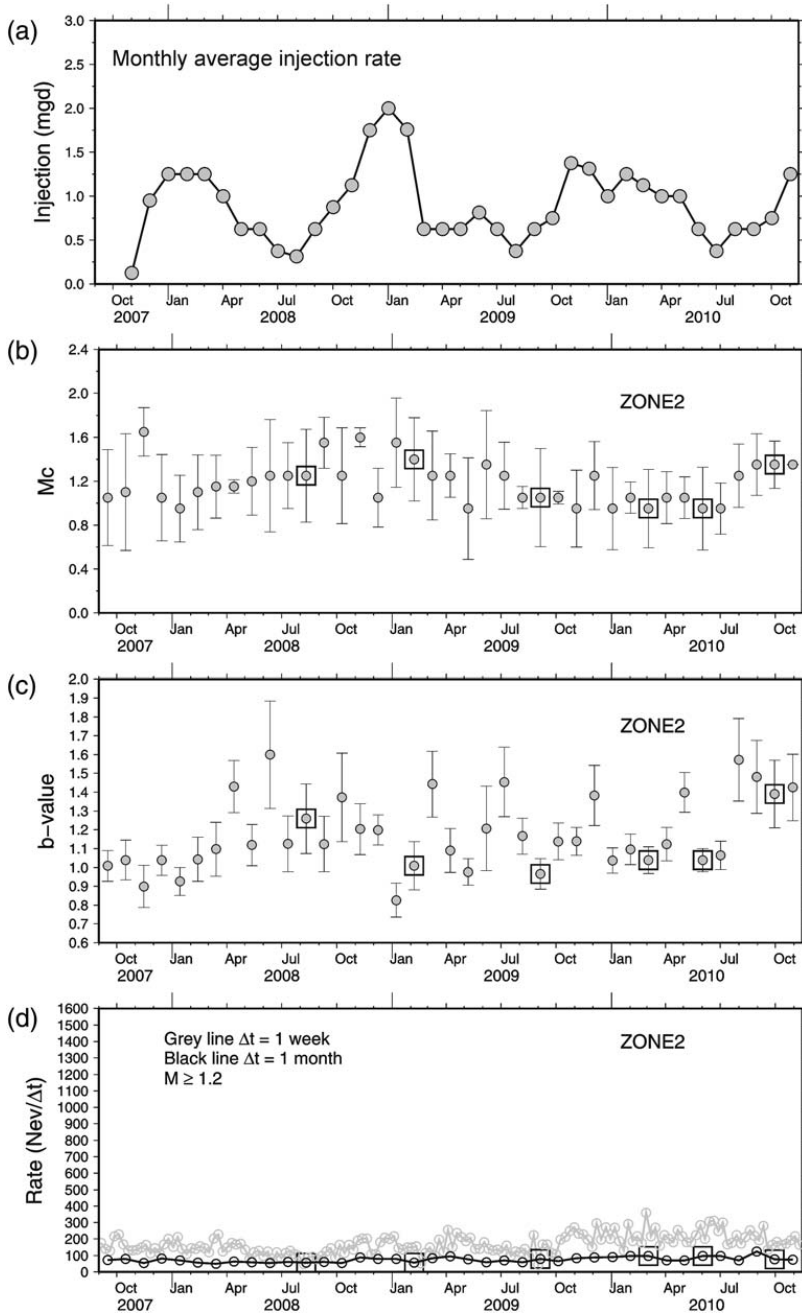 (a)
Monthly average injection rate
Injection (mgd)
3.0
2.5
2.0
1.5
1.0
0.5
0.0
Oct Jan Apr Jul Oct Jan Apr Jul Oct Jan Apr Jul Oct
2007 2008 2009 2010
(b)
ZONE2
Mc
2.4
2.0
1.6
1.2
0.8
0.4
0.0
Oct Jan Apr Jul Oct Jan Apr Jul Oct Jan Apr Jul Oct
2007 2008 2009 2010
(c)
ZONE2
b-value
2.0
1.9
1.8
1.7
1.6
1.5
1.4
1.3
1.2
1.1
1.0
0.9
0.8
0.7
0.6
Oct Jan Apr Jul Oct Jan Apr Jul Oct Jan Apr Jul Oct
2007 2008 2009 2010
(d)
Grey line Δt = 1 week
Black line Δt = 1 month
M ≥ 1.2
ZONE2
Rate (Nev/Δt)
1600
1500
1400
1300
1200
1100
1000
900
800
700
600
500
400
300
200
100
0
Oct Jan Apr Jul Oct Jan Apr Jul Oct Jan Apr Jul Oct
2007 2008 2009 2010